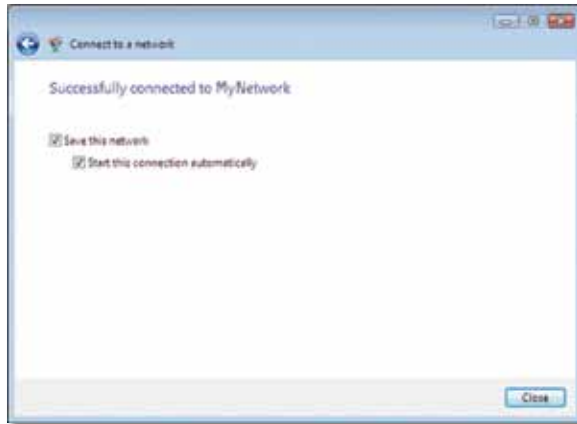 Connect to a network
Successfully connected to MyNetwork
Save this network
Start this connection automatically
Close